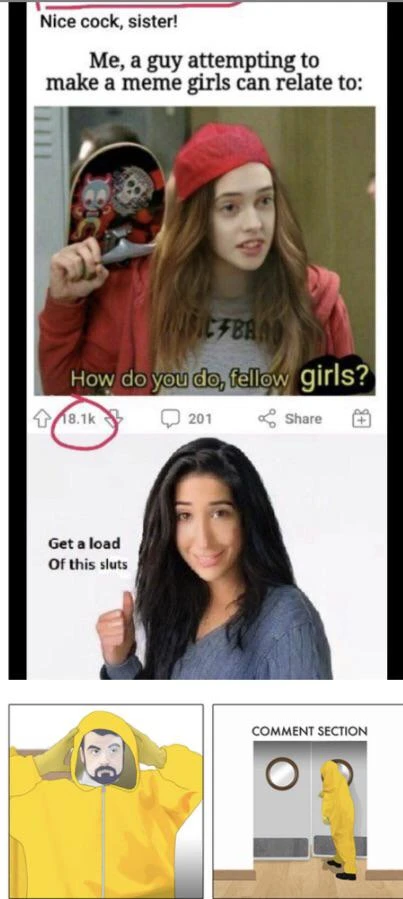 Nice cock, sister!
Me, a guy attempting to
make a meme girls can relate to:
How do you do, fellow girls?
18.1k
201
Share
Get a load
Of this sluts
COMMENT SECTION